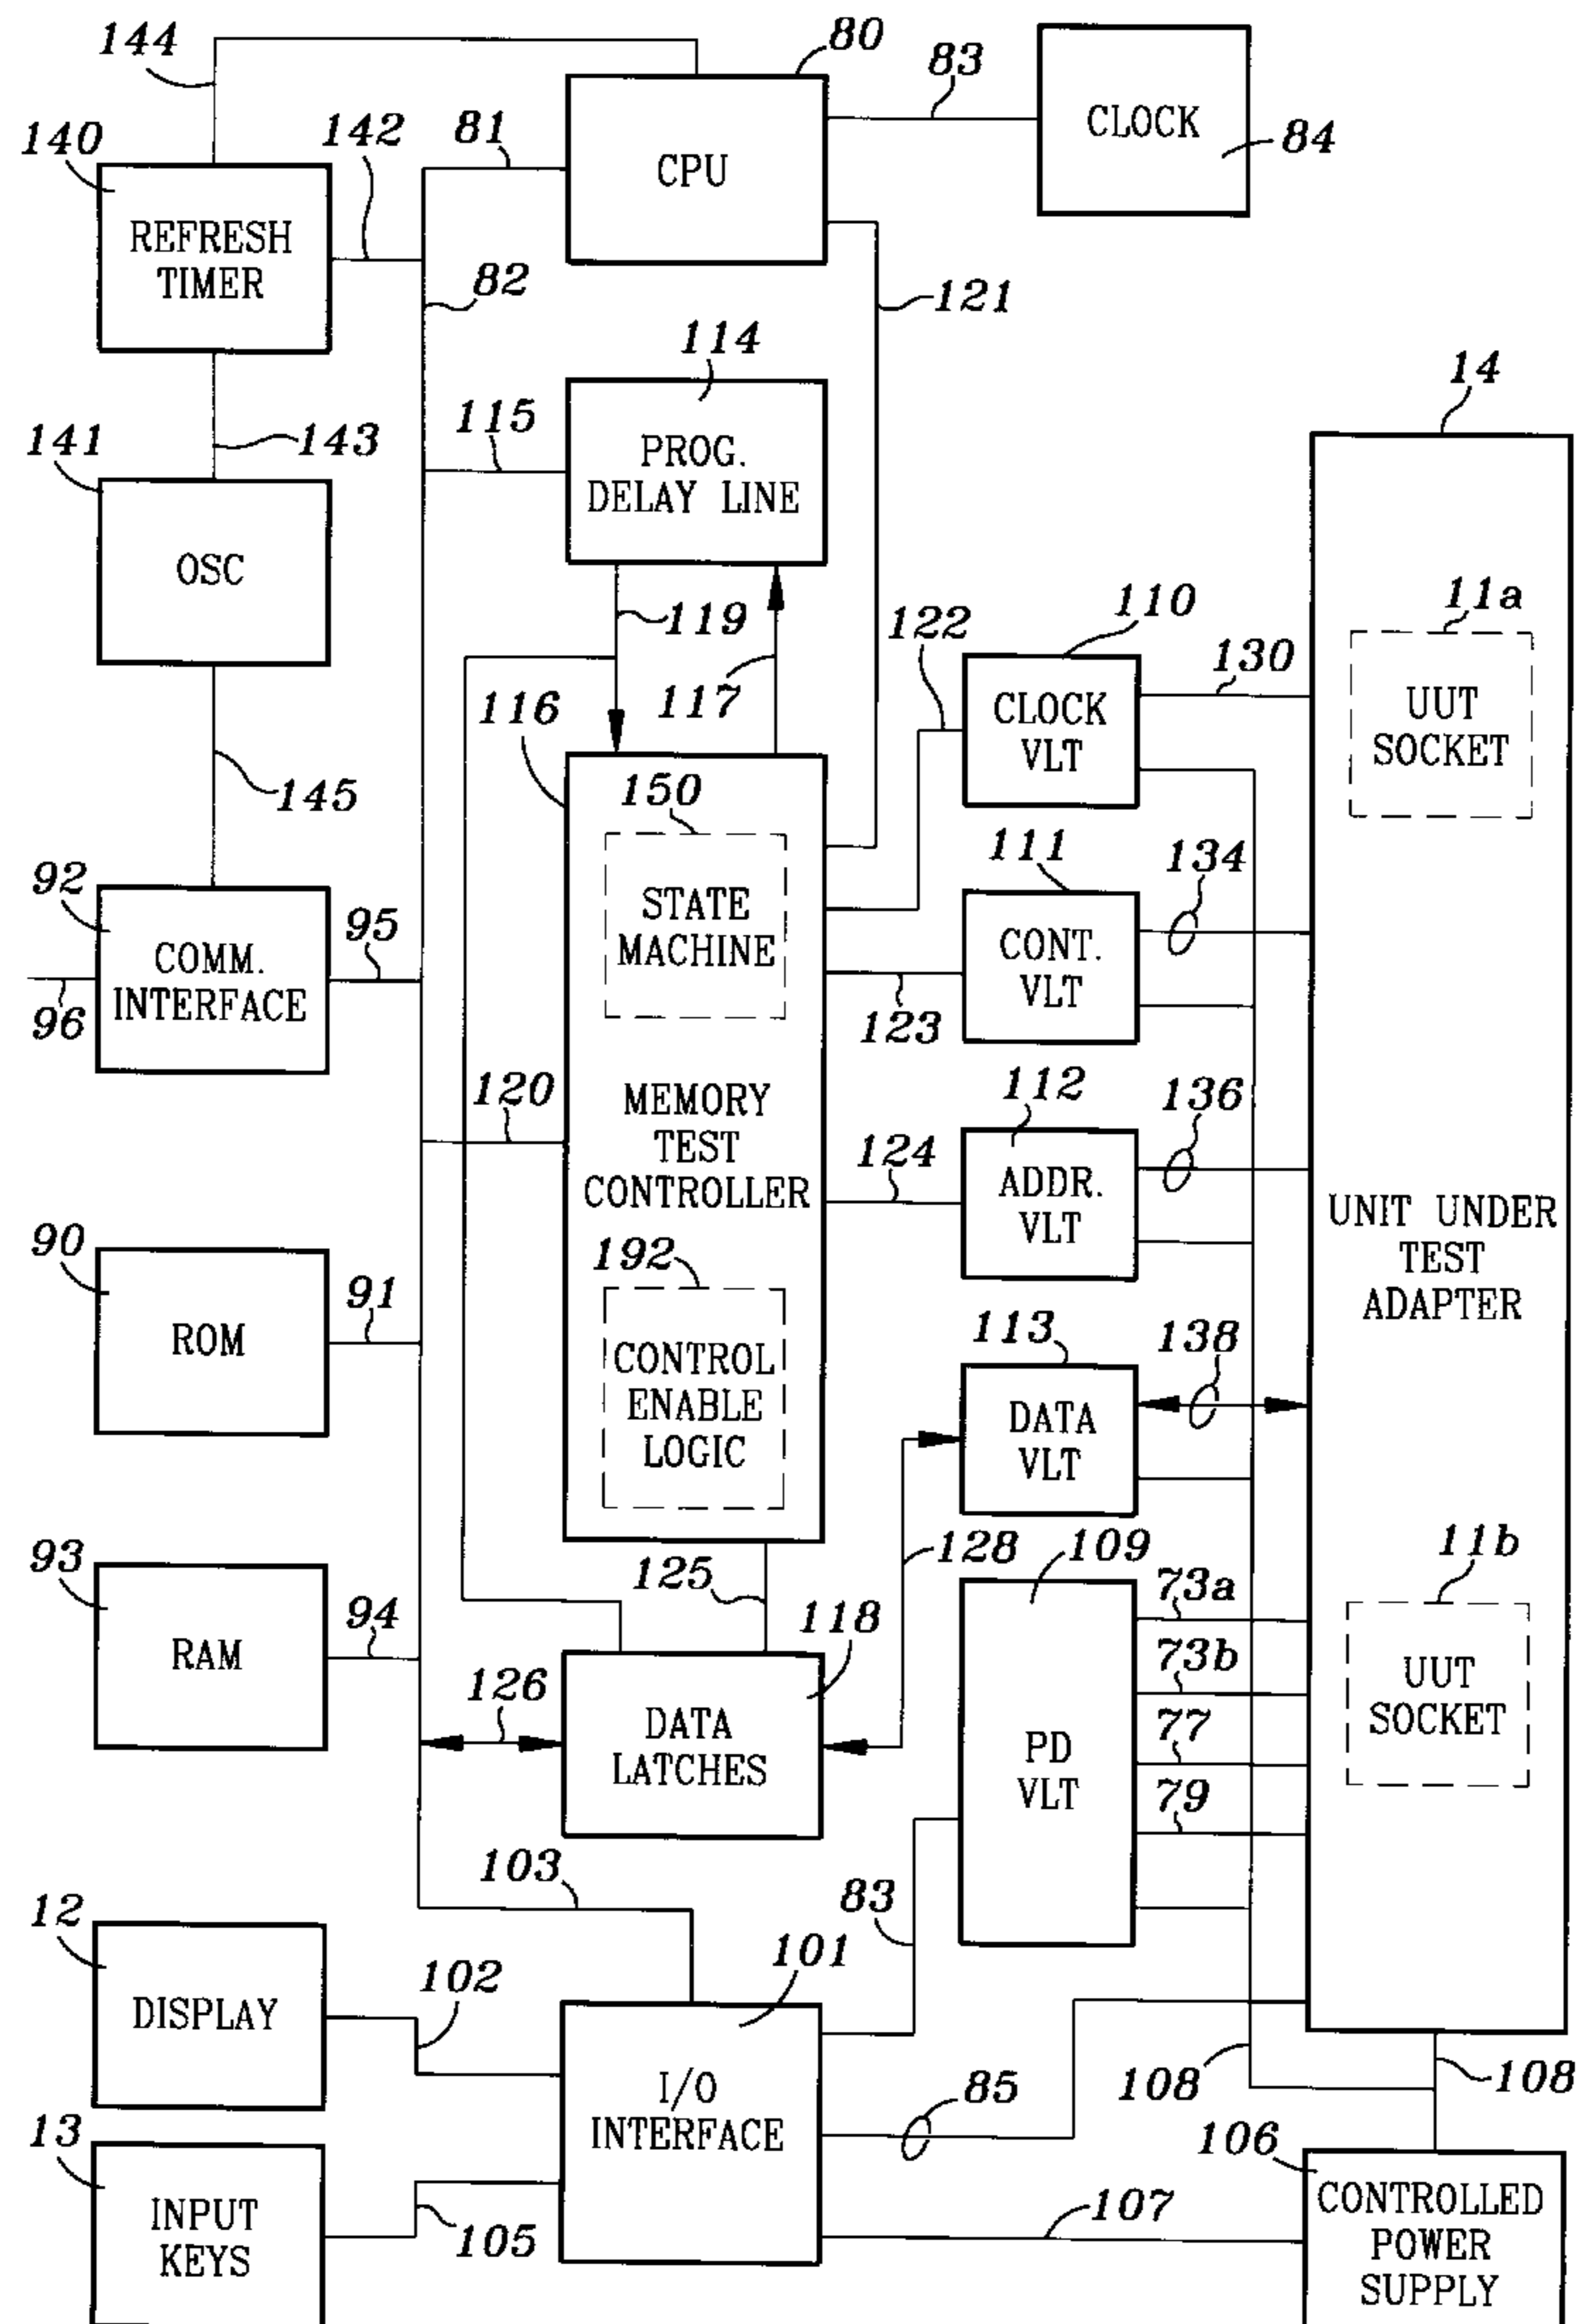 144
80
83
CLOCK
84
140
142
81
CPU
REFRESH
TIMER
82
121
114
14
141
143
115
PROG.
DELAY LINE
OSC
119
117
122
110
130
11a
UUT
SOCKET
116
CLOCK
VLT
145
150
STATE
MACHINE
111
134
92
95
COMM.
INTERFACE
96
CONT.
VLT
123
120
MEMORY
TEST
CONTROLLER
112
136
124
ADDR.
VLT
UNIT UNDER
TEST
ADAPTER
90
91
ROM
192
CONTROL
ENABLE
LOGIC
113
138
DATA
VLT
128
109
11b
93
94
RAM
125
118
73a
73b
77
79
UUT
SOCKET
126
DATA
LATCHES
PD
VLT
103
83
12
102
101
DISPLAY
I/O
INTERFACE
85
108
108
13
105
INPUT
KEYS
107
106
CONTROLLED
POWER
SUPPLY